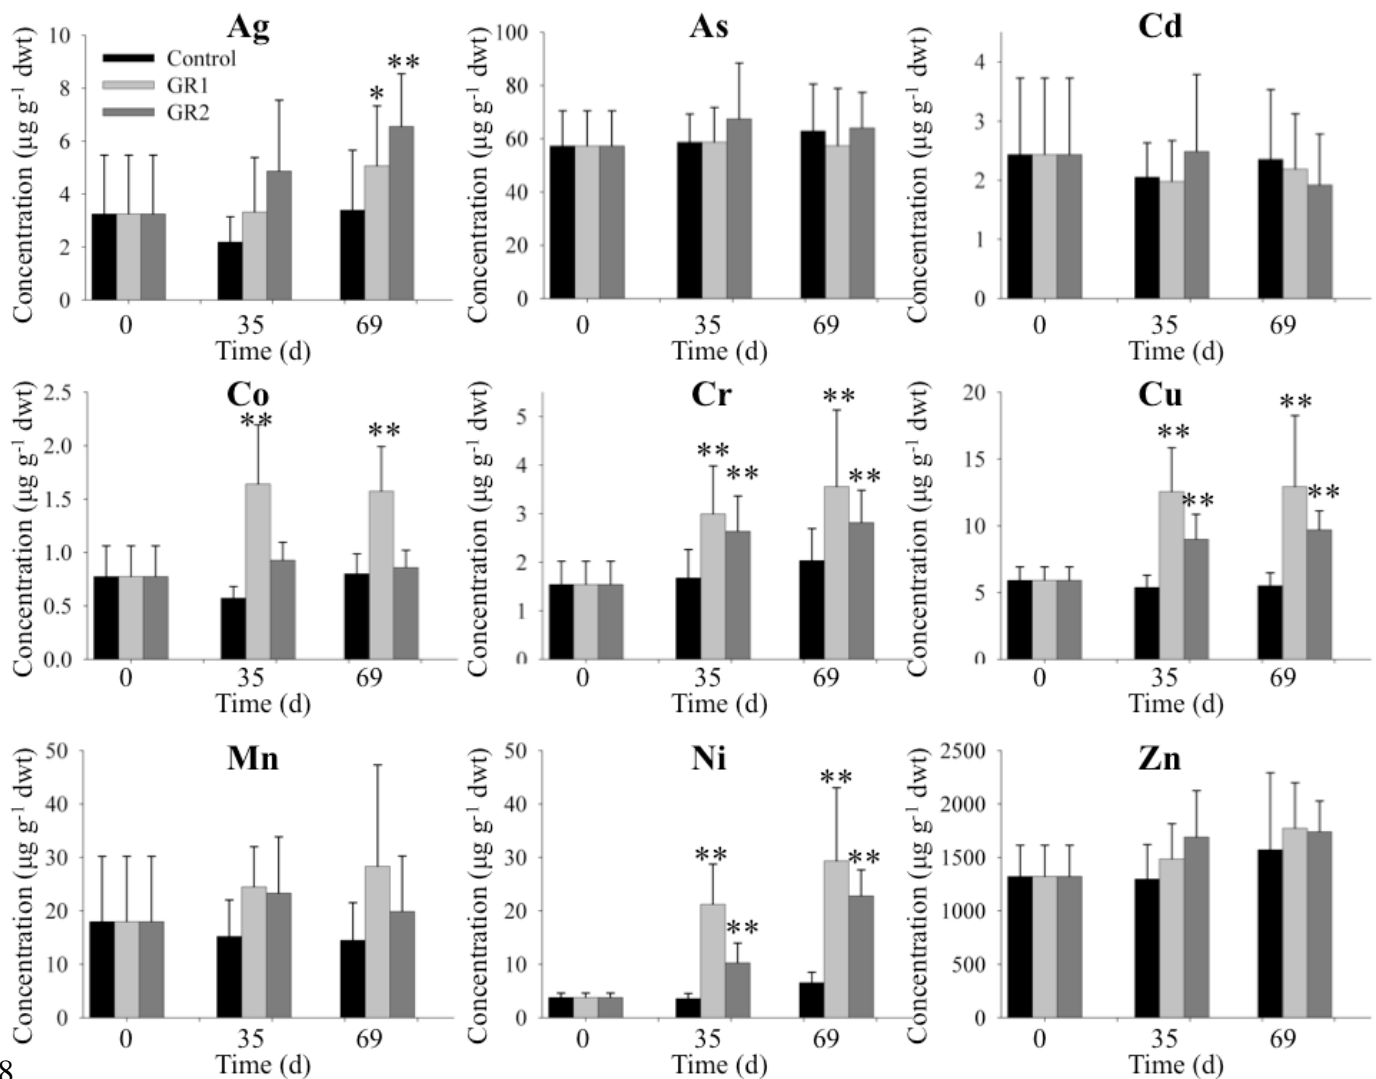 Ag
Concentration (µg g-1 dwt)
10
8
6
4
2
0
Control
GR1
GR2
*
**
0 35 69
Time (d)
As
Concentration (µg g-1 dwt)
100
80
60
40
20
0
0 35 69
Time (d)
Cd
Concentration (µg g-1 dwt)
4
3
2
1
0
0 35 69
Time (d)
Co
Concentration (µg g-1 dwt)
2.5
2.0
1.5
1.0
0.5
0.0
**
**
0 35 69
Time (d)
Cr
Concentration (µg g-1 dwt)
5
4
3
2
1
0
**
**
**
**
0 35 69
Time (d)
Cu
Concentration (µg g-1 dwt)
20
15
10
5
0
**
**
**
**
0 35 69
Time (d)
Mn
Concentration (µg g-1 dwt)
50
40
30
20
10
0
0 35 69
Time (d)
Ni
Concentration (µg g-1 dwt)
50
40
30
20
10
0
**
**
**
**
0 35 69
Time (d)
Zn
Concentration (µg g-1 dwt)
2500
2000
1500
1000
500
0
0 35 69
Time (d)
8